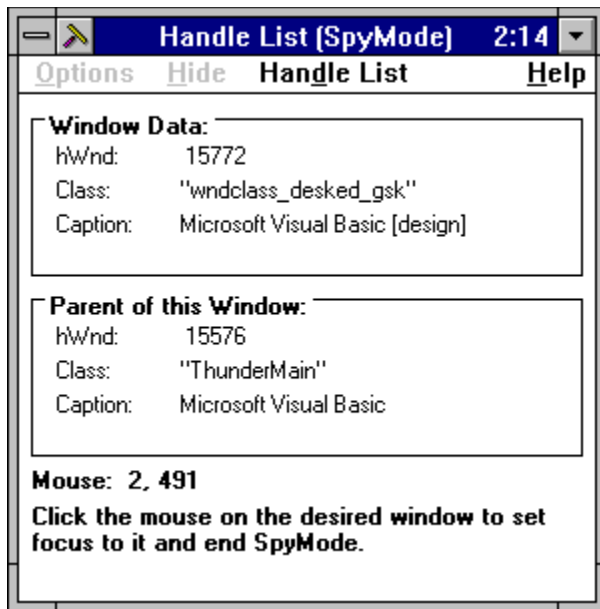 Handle List (SpyMode) 2:14
Options Hide Handle List Help
Window Data:
hWnd: 15772
Class: "wndclass_desked_gsk"
Caption: Microsoft Visual Basic [design]
Parent of this Window:
hWnd: 15576
Class: "ThunderMain"
Caption: Microsoft Visual Basic
Mouse: 2, 491
Click the mouse on the desired window to set
focus to it and end SpyMode.